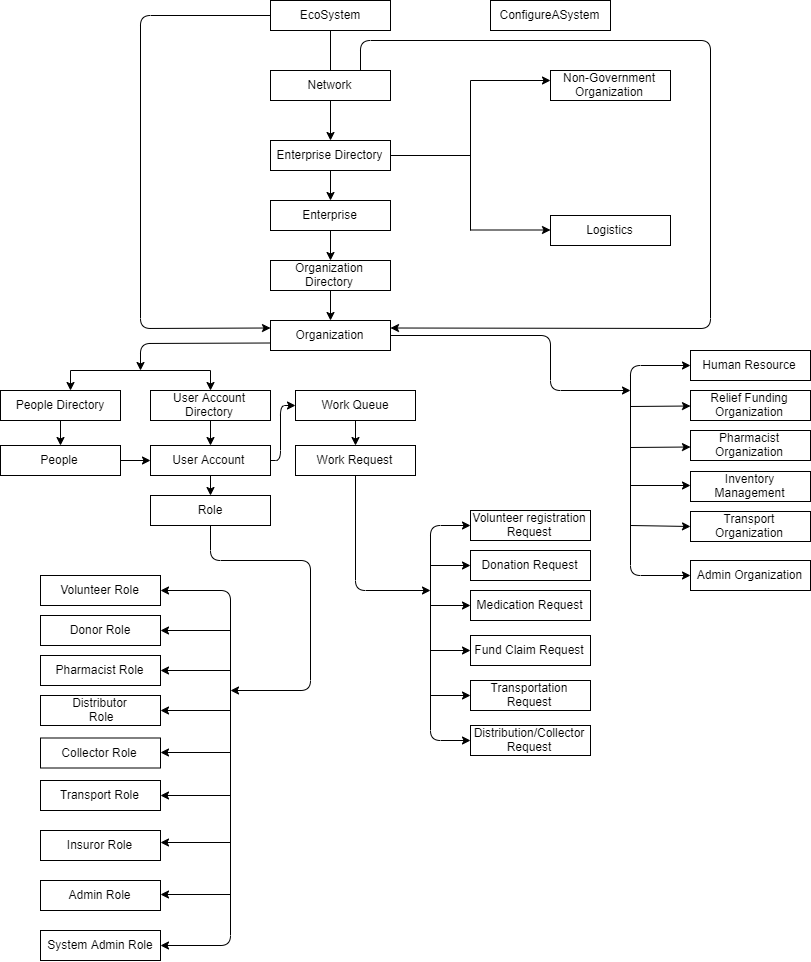 EcoSystem
ConfigureASystem
Network
Non-Government
Organization
Enterprise Directory
Enterprise
Logistics
Organization
Directory
Organization
Human Resource
People Directory
User Account
Directory
Work Queue
Relief Funding
Organization
Pharmacist
Organization
People
User Account
Work Request
Inventory
Management
Role
Volunteer registration
Request
Transport
Organization
Donation Request
Admin Organization
Volunteer Role
Medication Request
Donor Role
Fund Claim Request
Pharmacist Role
Transportation
Request
Distributor
Role
Distribution/Collector
Request
Collector Role
Transport Role
Insuror Role
Admin Role
System Admin Role